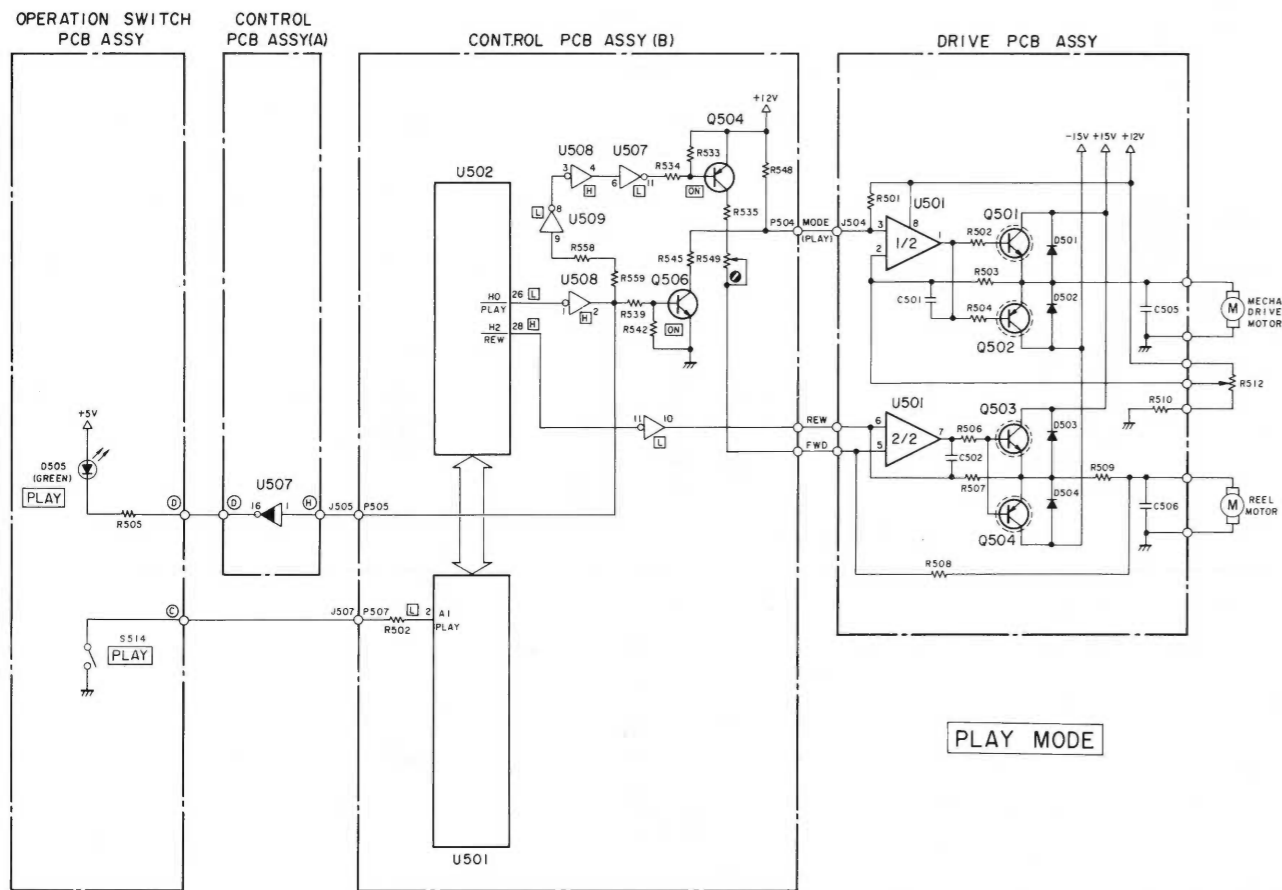 OPERATION SWITCH
PCB ASSY
CONTROL
PCB ASSY(A)
CONTROL PCB ASSY (B)
DRIVE PCB ASSY
+12V
Q504
U508
U507
R533
R534
R548
3
4
6
11
H
L
ON
U502
L
8
U509
9
R535
P504
MODE
(PLAY)
J504
R558
R559
R545
R549
U508
Q506
H0
PLAY
26
L
1
2
H
R539
R542
ON
H2
REW
28
H
-15V
+15V
+12V
R501
U501
8
3
2
1/2
1
R502
Q501
D501
R503
C501
R504
D502
Q502
C505
M
MECHA
DRIVE
MOTOR
R512
R510
11
10
L
REW
FWD
U501
6
5
2/2
7
R506
Q503
D503
C502
R507
R509
D504
Q504
C506
M
REEL
MOTOR
R508
+5V
D505
(GREEN)
PLAY
R505
D
D
U507
16
1
H
J505
P505
C
S514
PLAY
J507
P507
R502
L
2
A1
PLAY
U501
PLAY MODE